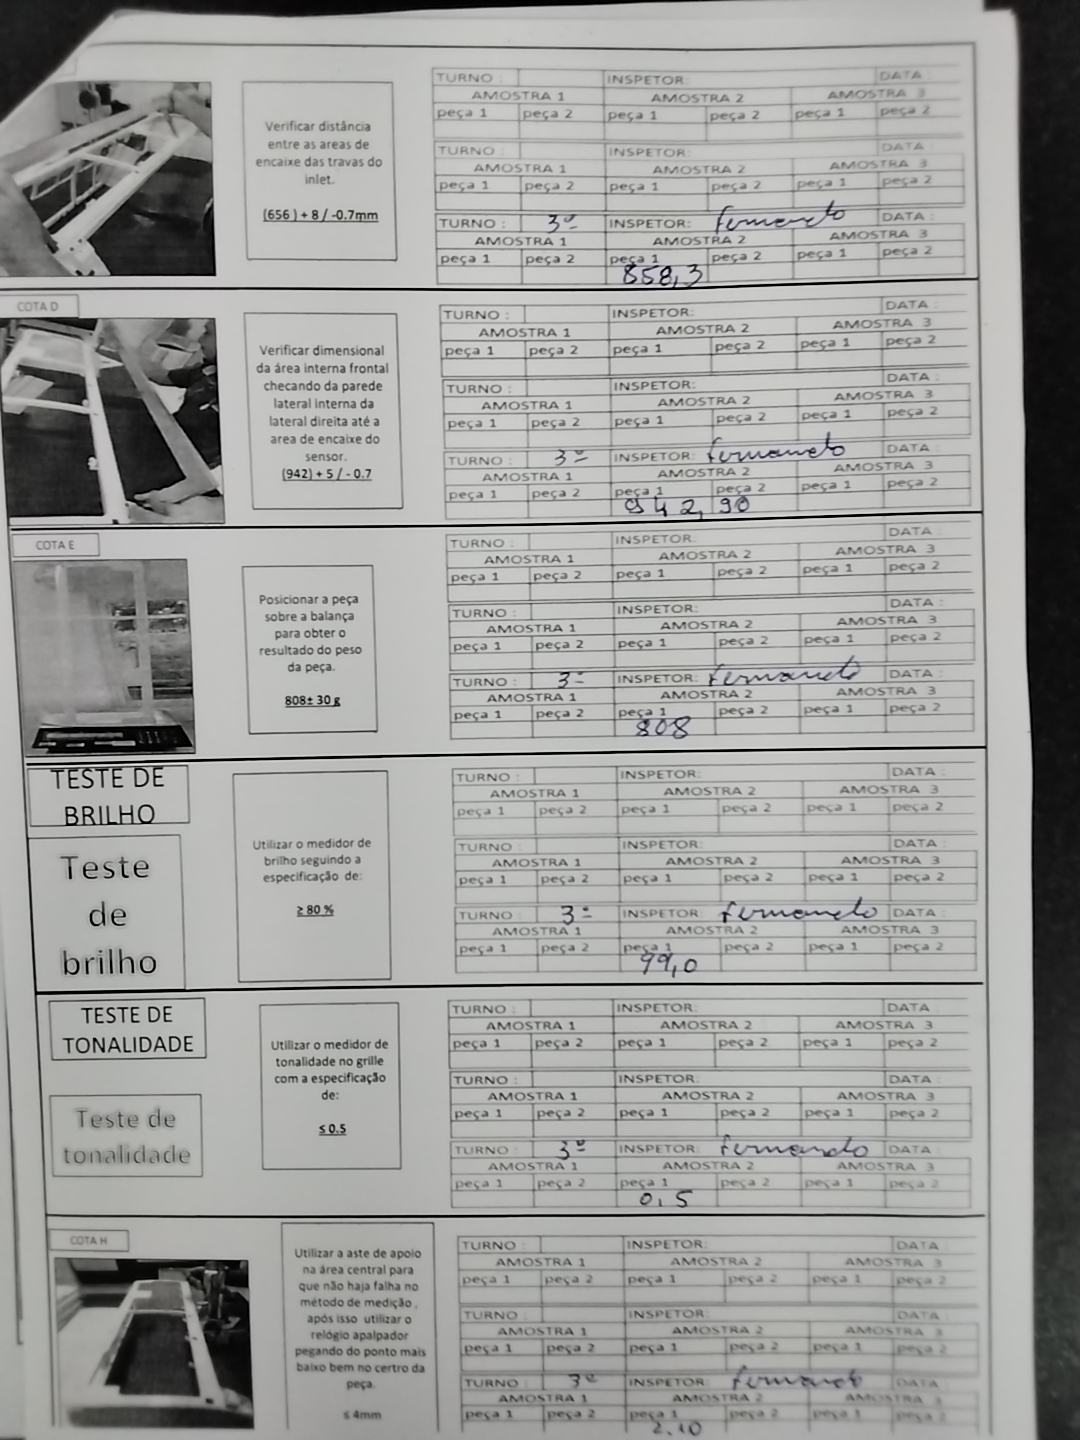 TURNO : INSPETOR: DATA :
AMOSTRA 1 AMOSTRA 2 AMOSTRA 3
peça 1 peça 2 peça 1 peça 2 peça 1 peça 2
Verificar distância
entre as areas de
encaixe das travas do
inlet.
(656 ) + 8 / -0.7mm
TURNO : INSPETOR: DATA :
AMOSTRA 1 AMOSTRA 2 AMOSTRA 3
peça 1 peça 2 peça 1 peça 2 peça 1 peça 2
TURNO : 3º INSPETOR: fernando DATA :
AMOSTRA 1 AMOSTRA 2 AMOSTRA 3
peça 1 peça 2 peça 1 peça 2 peça 1 peça 2
858,3
COTA D
TURNO : INSPETOR: DATA :
AMOSTRA 1 AMOSTRA 2 AMOSTRA 3
peça 1 peça 2 peça 1 peça 2 peça 1 peça 2
Verificar dimensional
da área interna frontal
checando da parede
lateral interna da
lateral direita até a
area de encaixe do
sensor.
(942) + 5 / - 0.7
TURNO : INSPETOR: DATA :
AMOSTRA 1 AMOSTRA 2 AMOSTRA 3
peça 1 peça 2 peça 1 peça 2 peça 1 peça 2
TURNO : 3º INSPETOR: fernando DATA :
AMOSTRA 1 AMOSTRA 2 AMOSTRA 3
peça 1 peça 2 peça 1 peça 2 peça 1 peça 2
942,90
COTA E
TURNO : INSPETOR: DATA :
AMOSTRA 1 AMOSTRA 2 AMOSTRA 3
peça 1 peça 2 peça 1 peça 2 peça 1 peça 2
Posicionar a peça
sobre a balança
para obter o
resultado do peso
da peça.
808± 30 g
TURNO : INSPETOR: DATA :
AMOSTRA 1 AMOSTRA 2 AMOSTRA 3
peça 1 peça 2 peça 1 peça 2 peça 1 peça 2
TURNO : 3º INSPETOR: fernando DATA :
AMOSTRA 1 AMOSTRA 2 AMOSTRA 3
peça 1 peça 2 peça 1 peça 2 peça 1 peça 2
808
TESTE DE
BRILHO
Teste
de
brilho
Utilizar o medidor de
brilho seguindo a
especificação de:
≥ 80 %
TURNO : INSPETOR: DATA :
AMOSTRA 1 AMOSTRA 2 AMOSTRA 3
peça 1 peça 2 peça 1 peça 2 peça 1 peça 2
TURNO : INSPETOR: DATA :
AMOSTRA 1 AMOSTRA 2 AMOSTRA 3
peça 1 peça 2 peça 1 peça 2 peça 1 peça 2
TURNO : 3º INSPETOR: fernando DATA :
AMOSTRA 1 AMOSTRA 2 AMOSTRA 3
peça 1 peça 2 peça 1 peça 2 peça 1 peça 2
99,0
TESTE DE
TONALIDADE
Teste de
tonalidade
Utilizar o medidor de
tonalidade no grille
com a especificação
de:
≤ 0.5
TURNO : INSPETOR: DATA :
AMOSTRA 1 AMOSTRA 2 AMOSTRA 3
peça 1 peça 2 peça 1 peça 2 peça 1 peça 2
TURNO : INSPETOR: DATA :
AMOSTRA 1 AMOSTRA 2 AMOSTRA 3
peça 1 peça 2 peça 1 peça 2 peça 1 peça 2
TURNO : 3º INSPETOR: fernando DATA :
AMOSTRA 1 AMOSTRA 2 AMOSTRA 3
peça 1 peça 2 peça 1 peça 2 peça 1 peça 2
0,5
COTA H
Utilizar a aste de apoio
na área central para
que não haja falha no
método de medição ,
após isso utilizar o
relógio apalpador
pegando do ponto mais
baixo bem no certro da
peça.
≤ 4mm
TURNO : INSPETOR: DATA :
AMOSTRA 1 AMOSTRA 2 AMOSTRA 3
peça 1 peça 2 peça 1 peça 2 peça 1 peça 2
TURNO : INSPETOR: DATA :
AMOSTRA 1 AMOSTRA 2 AMOSTRA 3
peça 1 peça 2 peça 1 peça 2 peça 1 peça 2
TURNO : 3º INSPETOR: fernando DATA :
AMOSTRA 1 AMOSTRA 2 AMOSTRA 3
peça 1 peça 2 peça 1 peça 2 peça 1 peça 2
2.10